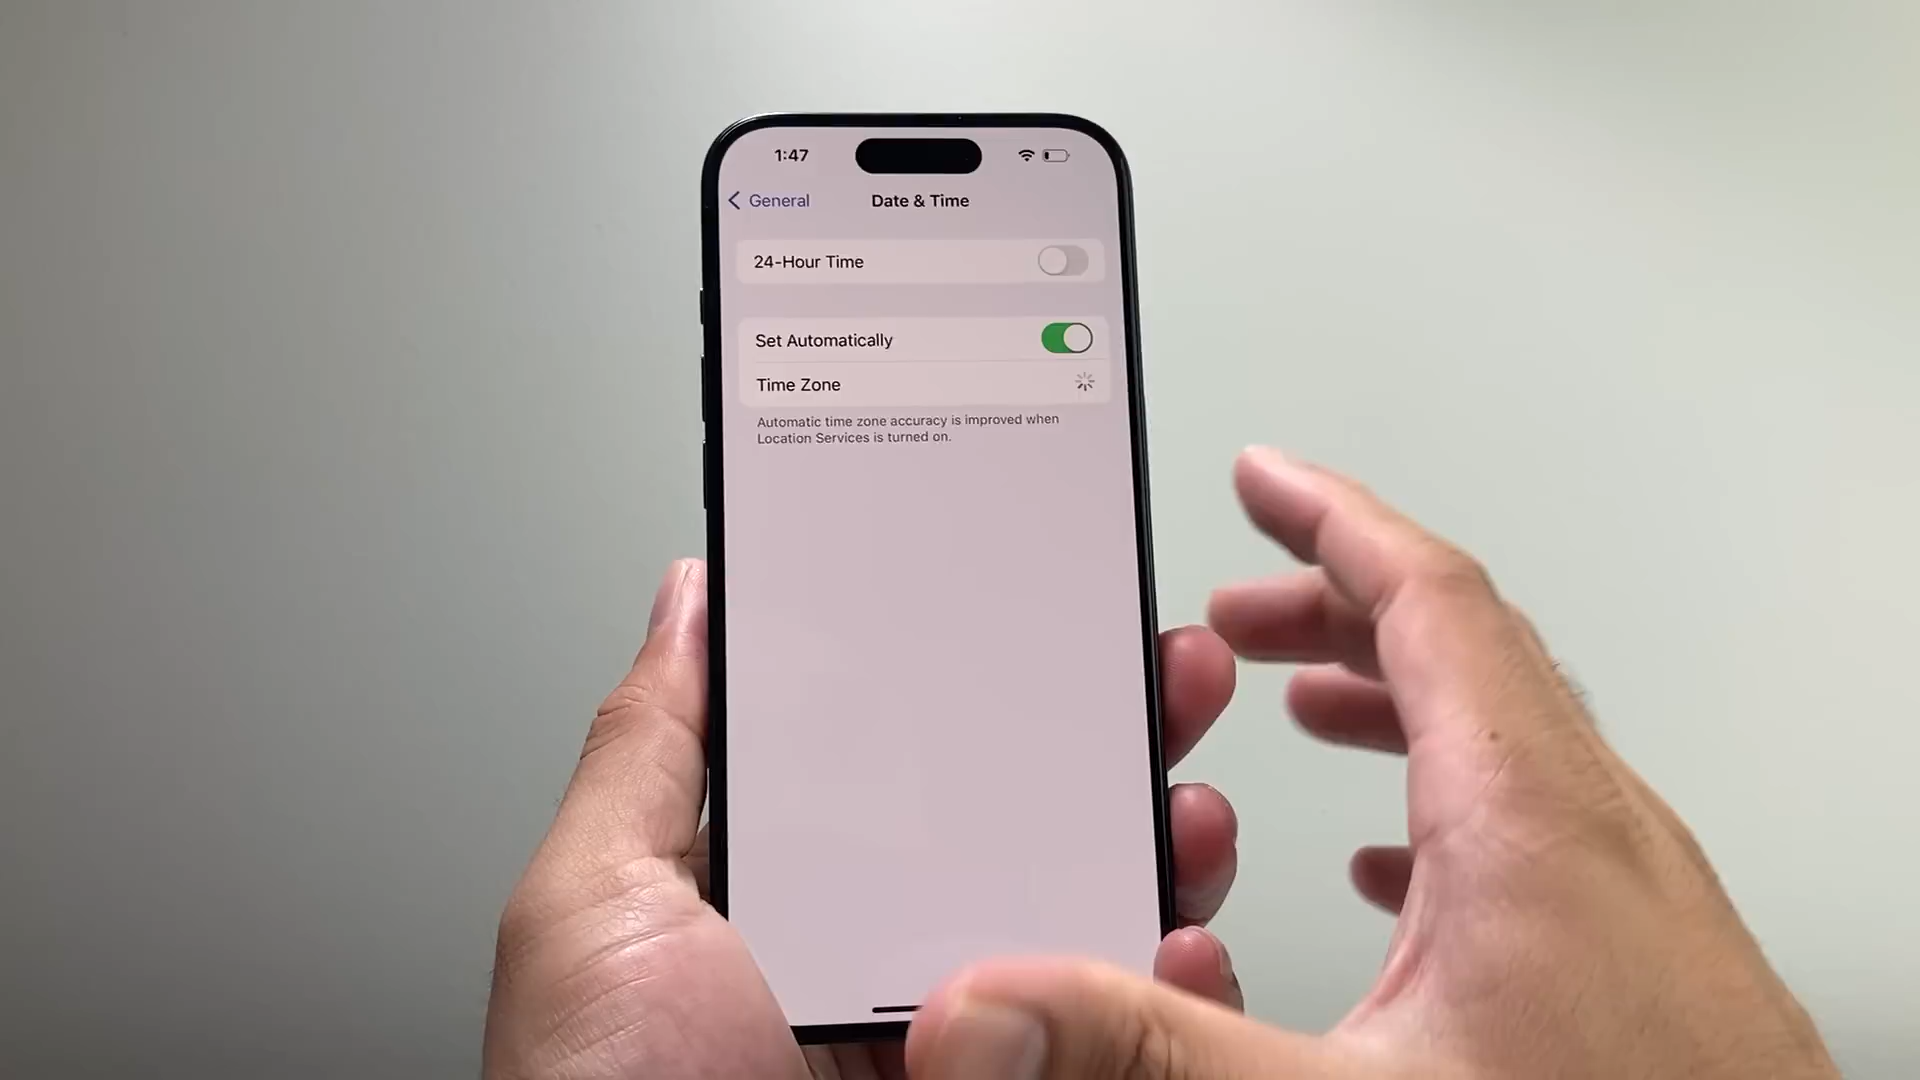 1:47
General
Date & Time
24-Hour Time
Set Automatically
Time Zone
Automatic time zone accuracy is improved when
Location Services is turned on.